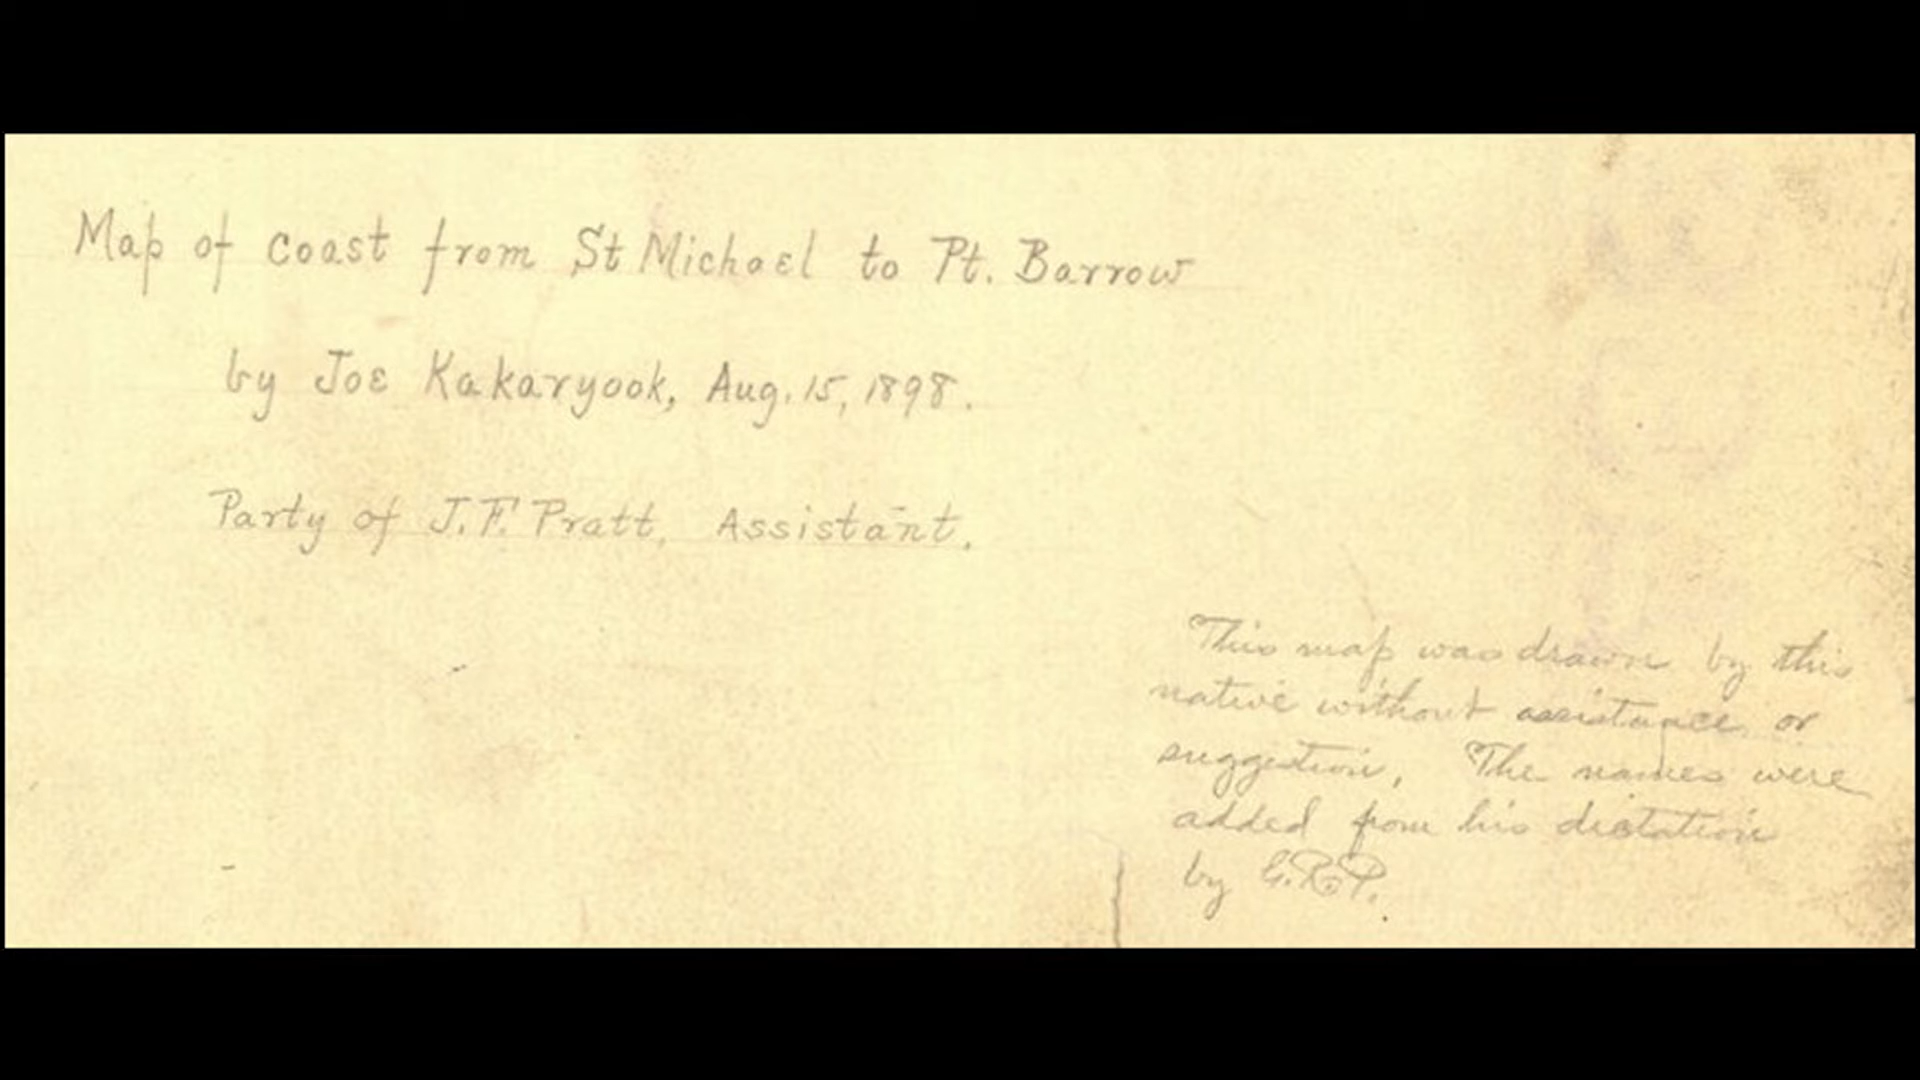 Map of coast from St Michael to Pt. Barrow
by Joe Kakaryook, Aug. 15, 1898.
Party of J.F. Pratt, Assistant.
This map was drawn by this
native without assistance or
suggestion, The names were
added from his dictation
by G.R.P.